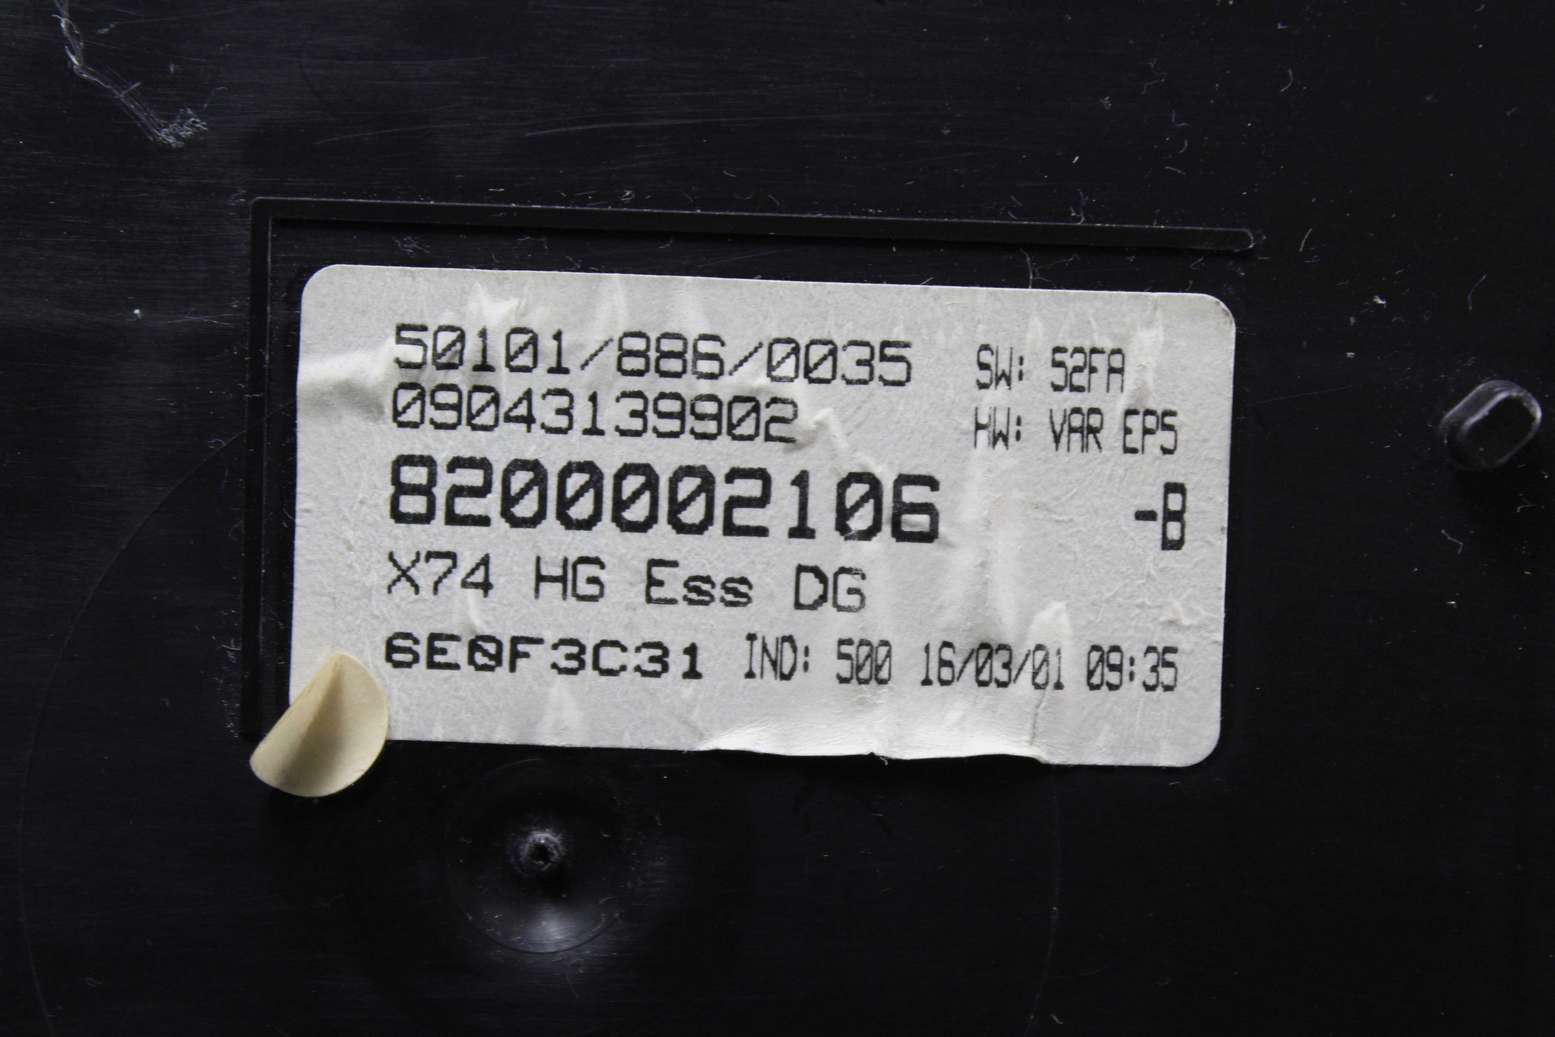 50101/886/0035 SW: 52FA
09043139902 HW: VAR EPS
8200002106 -B
X74 HG Ess DG
6E0F3C31 IND: 500 16/03/01 09:35